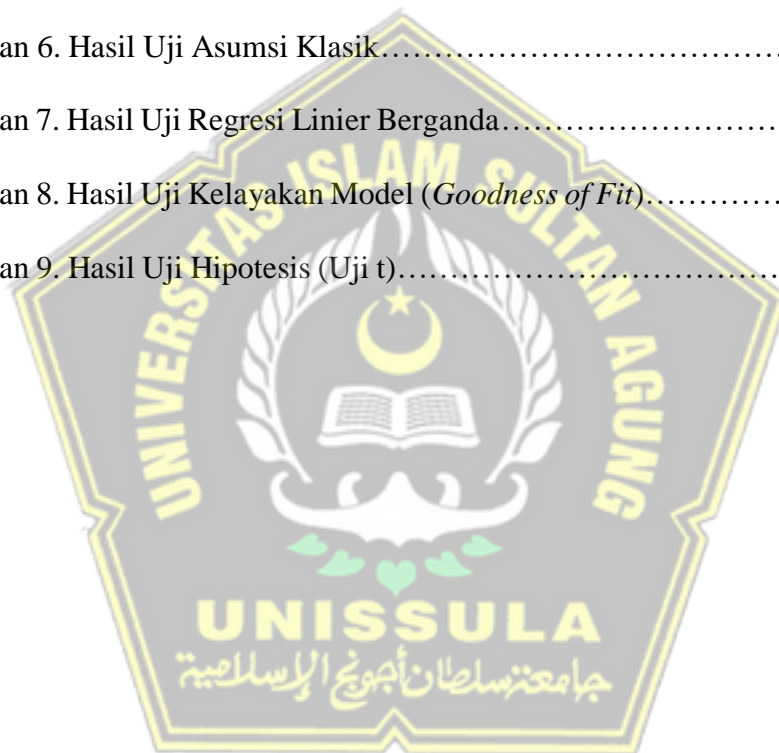 an 6. Hasil Uji Asumsi Klasik……………………………………
an 7. Hasil Uji Regresi Linier Berganda…………………………
an 8. Hasil Uji Kelayakan Model (Goodness of Fit)……………
an 9. Hasil Uji Hipotesis (Uji t)…………………………………
UNIVERSITAS ISLAM SULTAN AGUNG
UNISSULA
جامعة سلطان أجونج الإسلامية